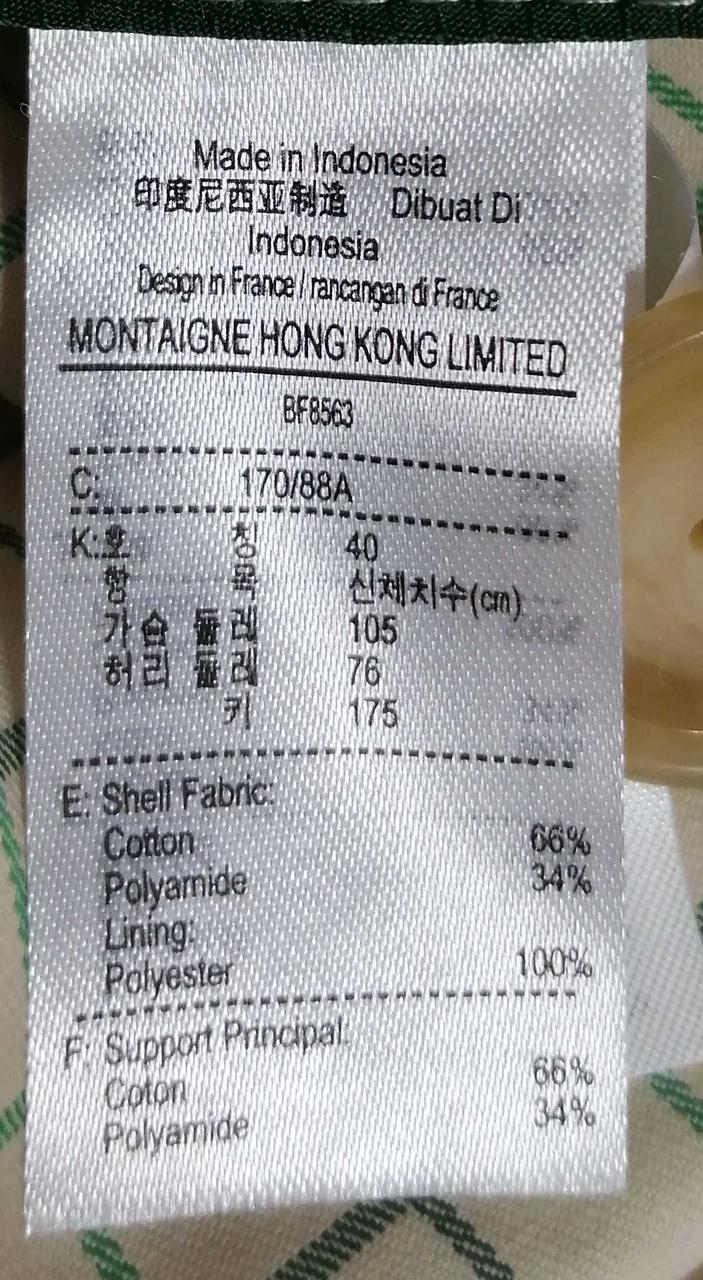 Made in Indonesia
印度尼西亚制造 Dibuat Di
Indonesia
Design in France / rancangan di France
MONTAIGNE HONG KONG LIMITED
BF8563
C: 170/88A
K:호 칭 40
항 목 신체치수(cm)
가슴둘레 105
허리둘레 76
키 175
E: Shell Fabric:
Cotton 66%
Polyamide 34%
Lining:
Polyester 100%
F: Support Principal:
Coton 66%
Polyamide 34%